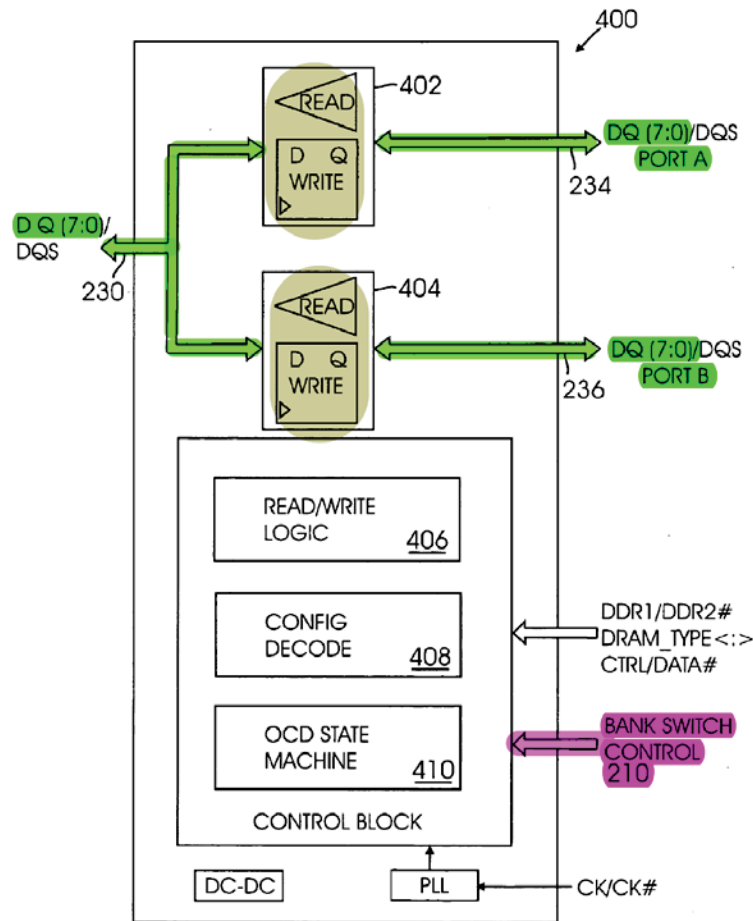 400
402
READ
D Q
WRITE
DQ (7:0)/DQS
PORT A
234
D Q (7:0)/
DQS
230
404
READ
D Q
WRITE
DQ (7:0)/DQS
PORT B
236
READ/WRITE
LOGIC 406
CONFIG
DECODE 408
DDR1/DDR2#
DRAM_TYPE<:>
CTRL/DATA#
OCD STATE
MACHINE 410
BANK SWITCH
CONTROL
210
CONTROL BLOCK
DC-DC
PLL
CK/CK#